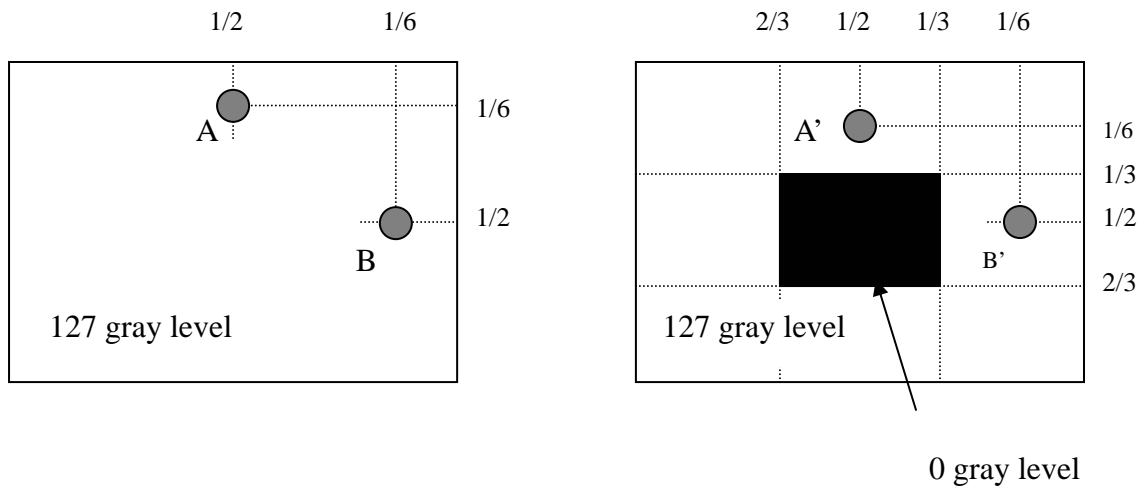 1/2 1/6
2/3 1/2 1/3 1/6
1/6
A
1/2
B
127 gray level
A’
1/6
1/3
1/2
B’
2/3
127 gray level
0 gray level